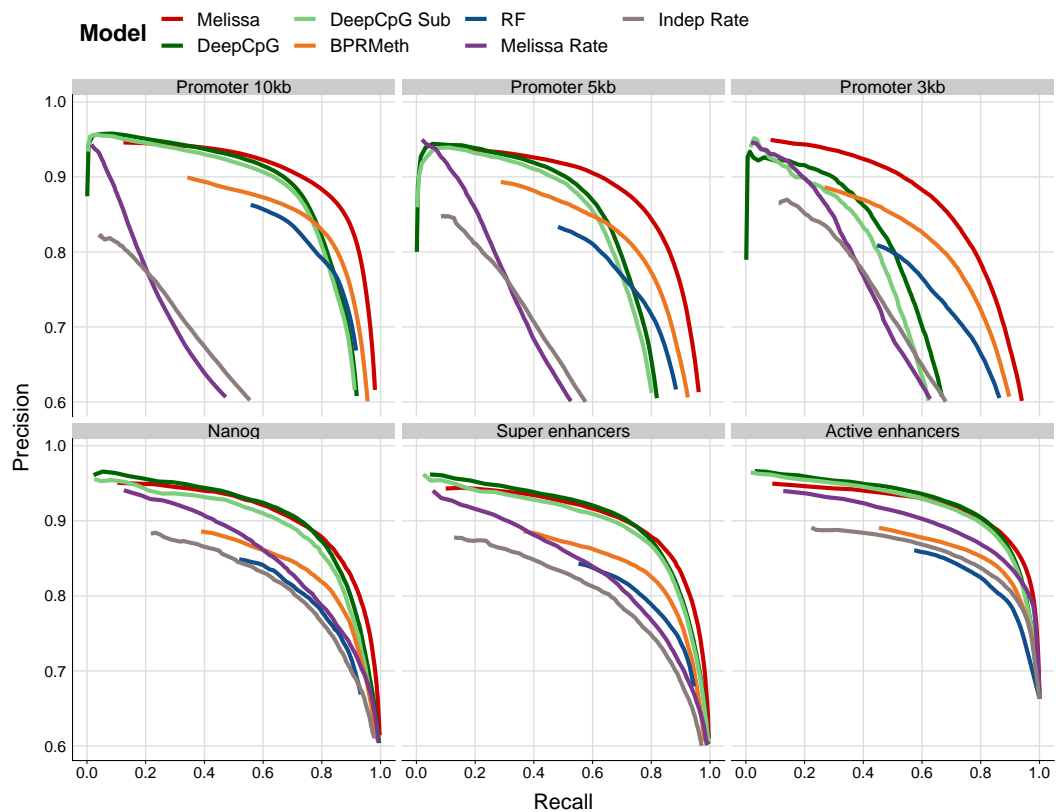 Model
Melissa
DeepCpG Sub
RF
Indep Rate
DeepCpG
BPRMeth
Melissa Rate
Promoter 10kb
Promoter 5kb
Promoter 3kb
1.0
0.9
0.8
0.7
0.6
Nanog
Super enhancers
Active enhancers
1.0
0.9
0.8
0.7
0.6
Precision
0.0 0.2 0.4 0.6 0.8 1.0
0.0 0.2 0.4 0.6 0.8 1.0
0.0 0.2 0.4 0.6 0.8 1.0
Recall